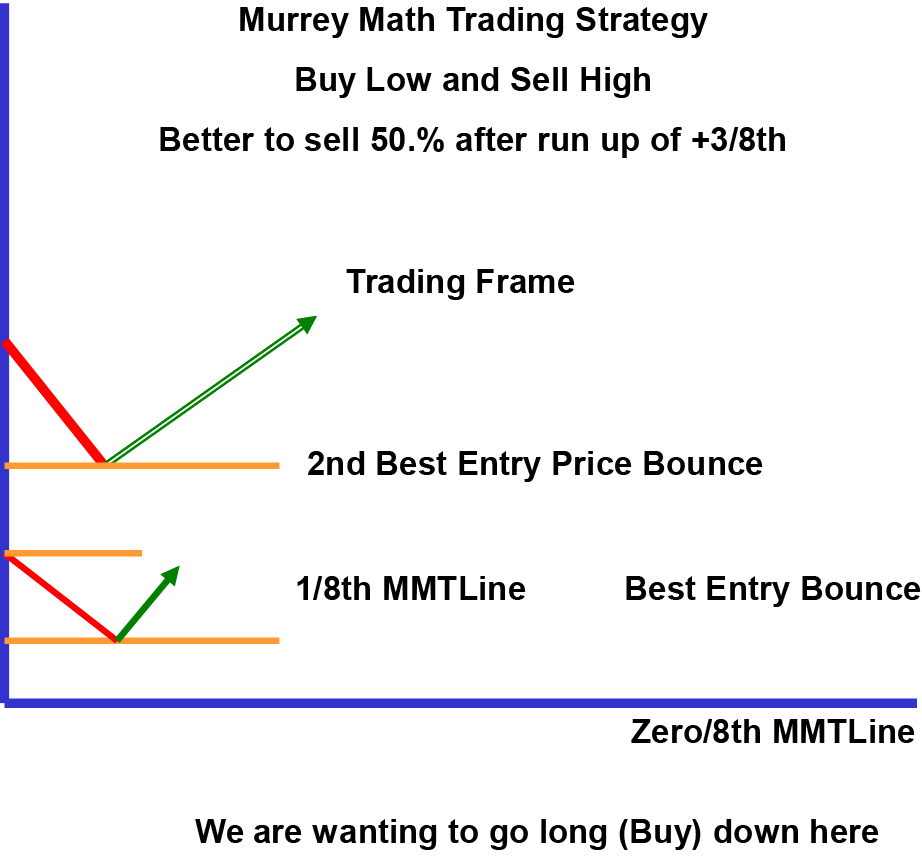 Murrey Math Trading Strategy
Buy Low and Sell High
Better to sell 50.% after run up of +3/8th
Trading Frame
2nd Best Entry Price Bounce
1/8th MMTLine Best Entry Bounce
Zero/8th MMTLine
We are wanting to go long (Buy) down here